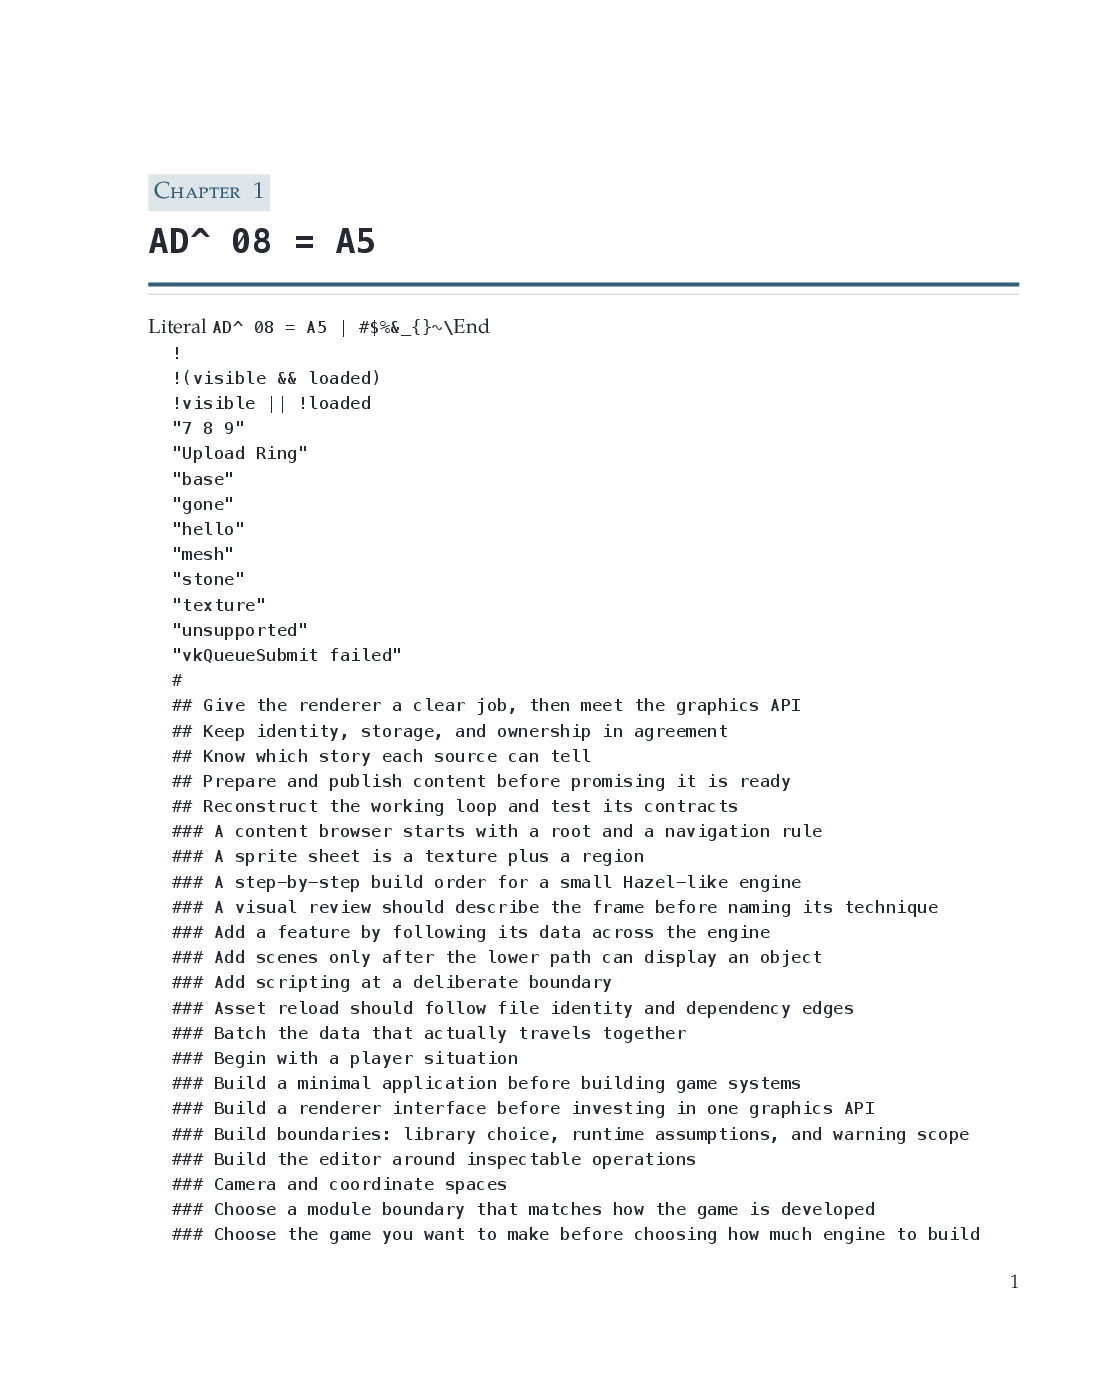 Chapter 1
AD^ 08 = A5
Literal AD^ 08 = A5 | #$%&_{}~\End
!
!(visible && loaded)
!visible || !loaded
"7 8 9"
"Upload Ring"
"base"
"gone"
"hello"
"mesh"
"stone"
"texture"
"unsupported"
"vkQueueSubmit failed"
#
## Give the renderer a clear job, then meet the graphics API
## Keep identity, storage, and ownership in agreement
## Know which story each source can tell
## Prepare and publish content before promising it is ready
## Reconstruct the working loop and test its contracts
### A content browser starts with a root and a navigation rule
### A sprite sheet is a texture plus a region
### A step-by-step build order for a small Hazel-like engine
### A visual review should describe the frame before naming its technique
### Add a feature by following its data across the engine
### Add scenes only after the lower path can display an object
### Add scripting at a deliberate boundary
### Asset reload should follow file identity and dependency edges
### Batch the data that actually travels together
### Begin with a player situation
### Build a minimal application before building game systems
### Build a renderer interface before investing in one graphics API
### Build boundaries: library choice, runtime assumptions, and warning scope
### Build the editor around inspectable operations
### Camera and coordinate spaces
### Choose a module boundary that matches how the game is developed
### Choose the game you want to make before choosing how much engine to build
1